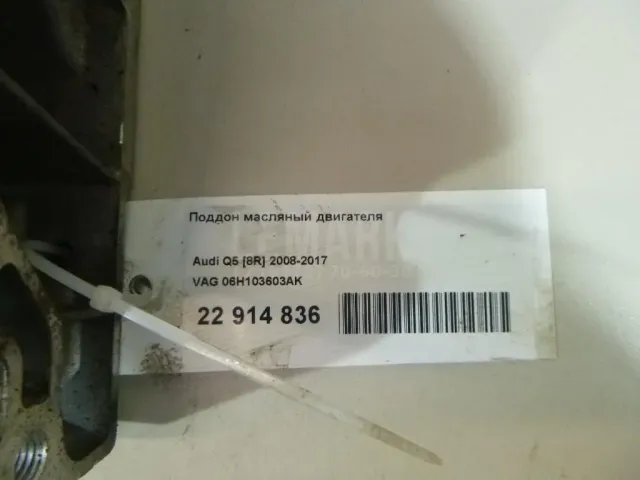 Поддон масляный двигателя
Audi Q5 [8R] 2008-2017
VAG 06H103603AK
22 914 836